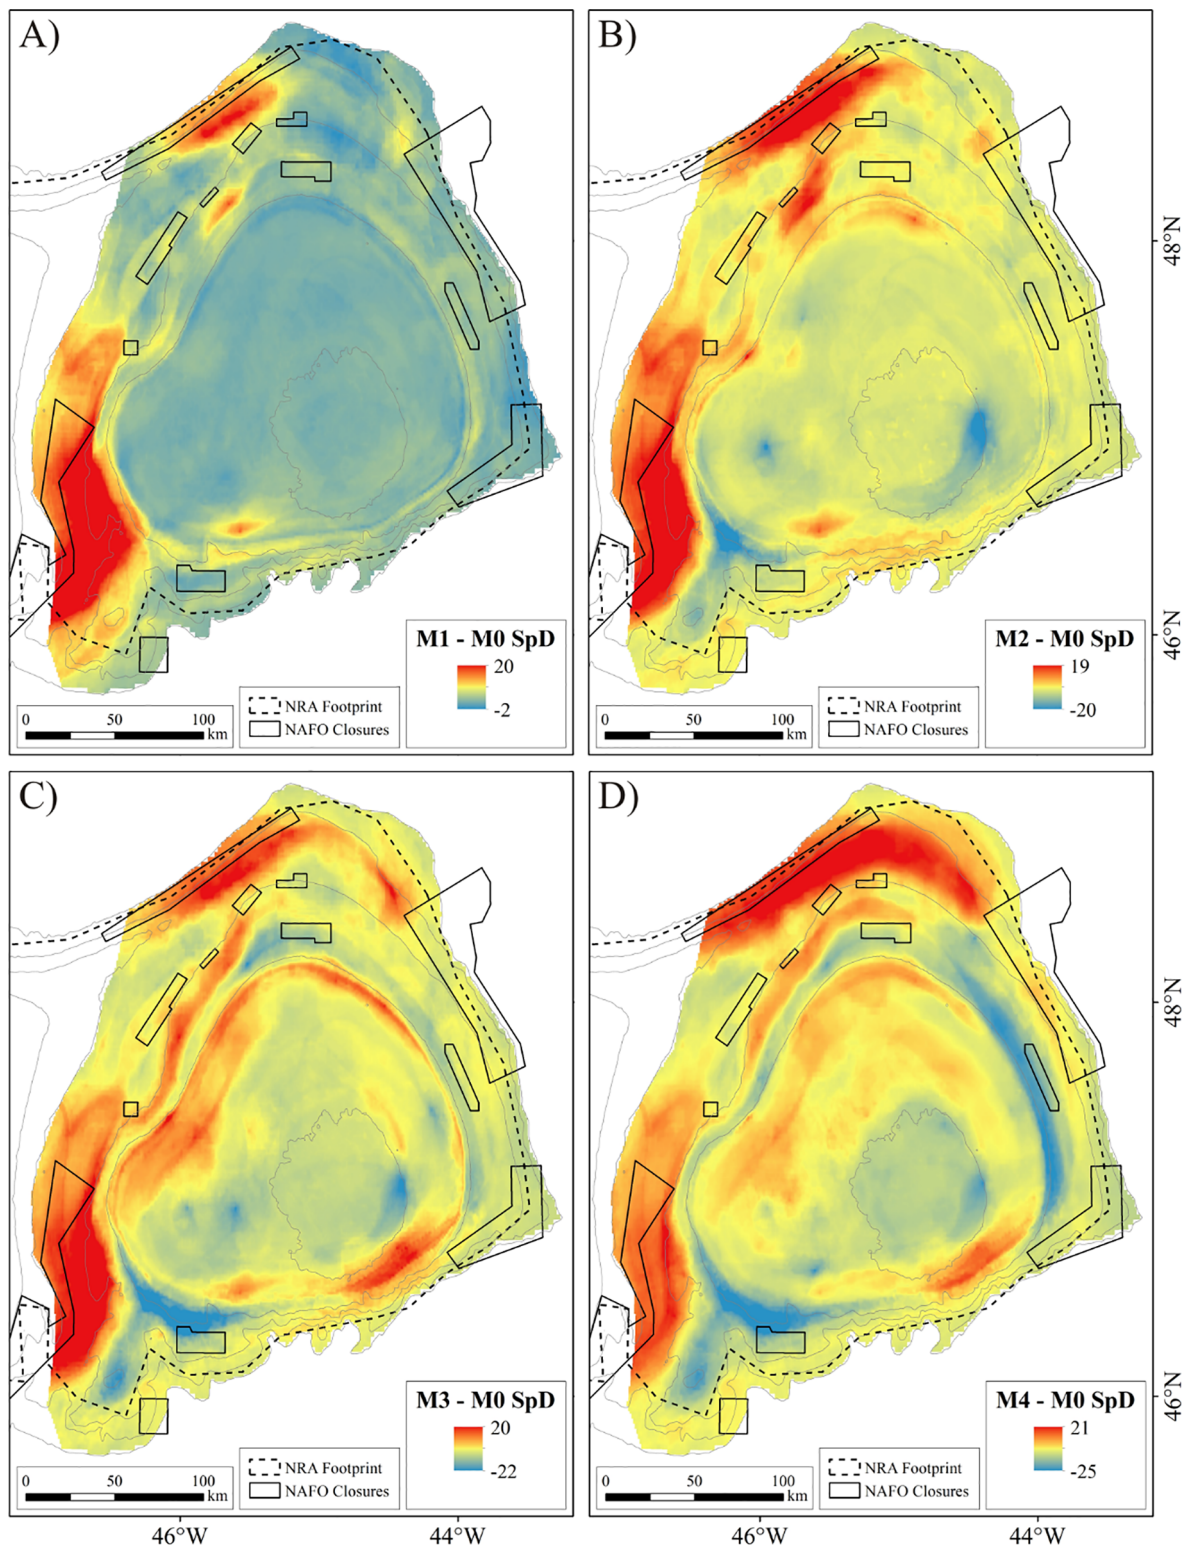 A)
M1 - M0 SpD
20
-2
NRA Footprint
NAFO Closures
0 50 100
km
B)
48°N
46°N
M2 - M0 SpD
19
-20
NRA Footprint
NAFO Closures
0 50 100
km
C)
M3 - M0 SpD
20
-22
NRA Footprint
NAFO Closures
0 50 100
km
46°W
44°W
D)
48°N
46°N
M4 - M0 SpD
21
-25
NRA Footprint
NAFO Closures
0 50 100
km
46°W
44°W